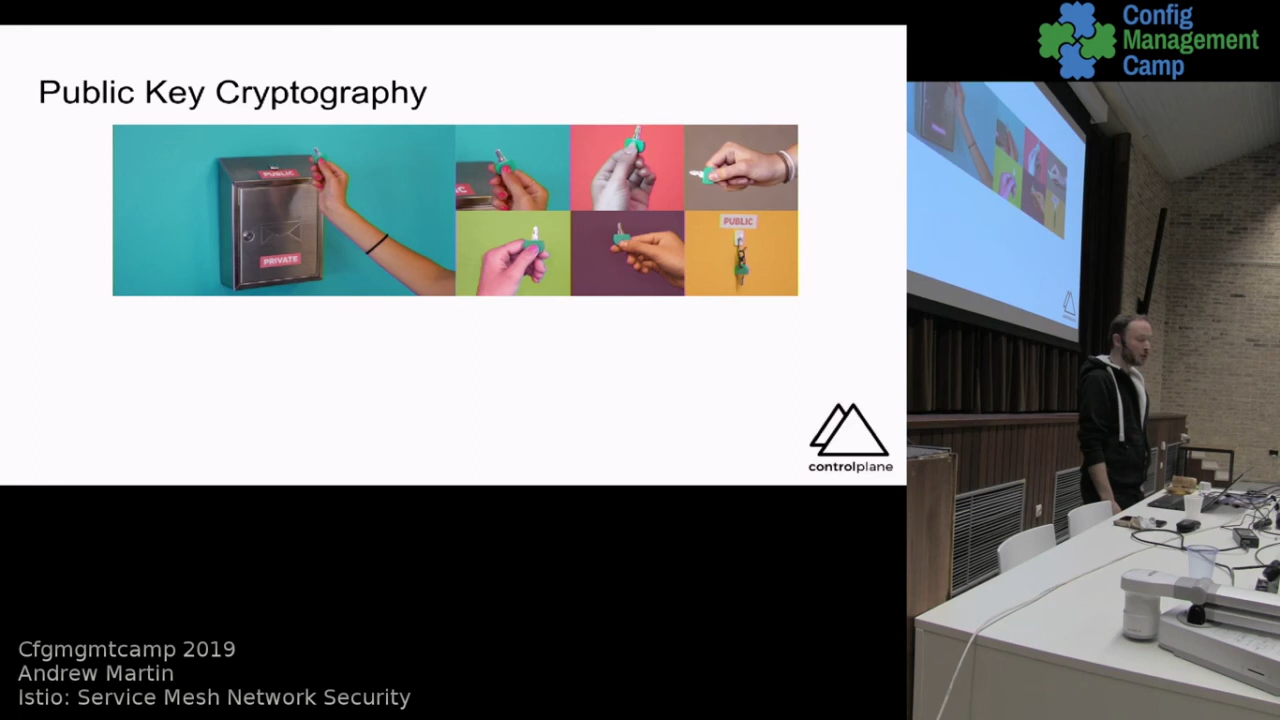 Config
Management
Camp
Public Key Cryptography
PUBLIC
PRIVATE
PUBLIC
controlplane
Cfgmgmtcamp 2019
Andrew Martin
Istio: Service Mesh Network Security